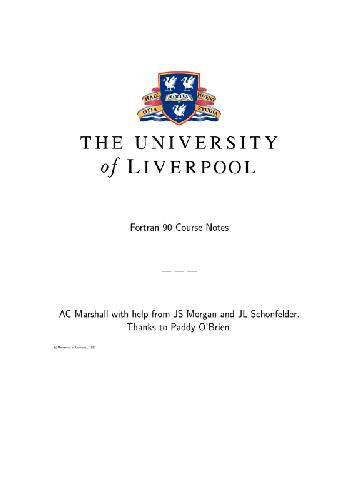 THE UNIVERSITY
of LIVERPOOL
Fortran 90 Course Notes
— — —
AC Marshall with help from JS Morgan and JL Schonfelder.
Thanks to Paddy O'Brien